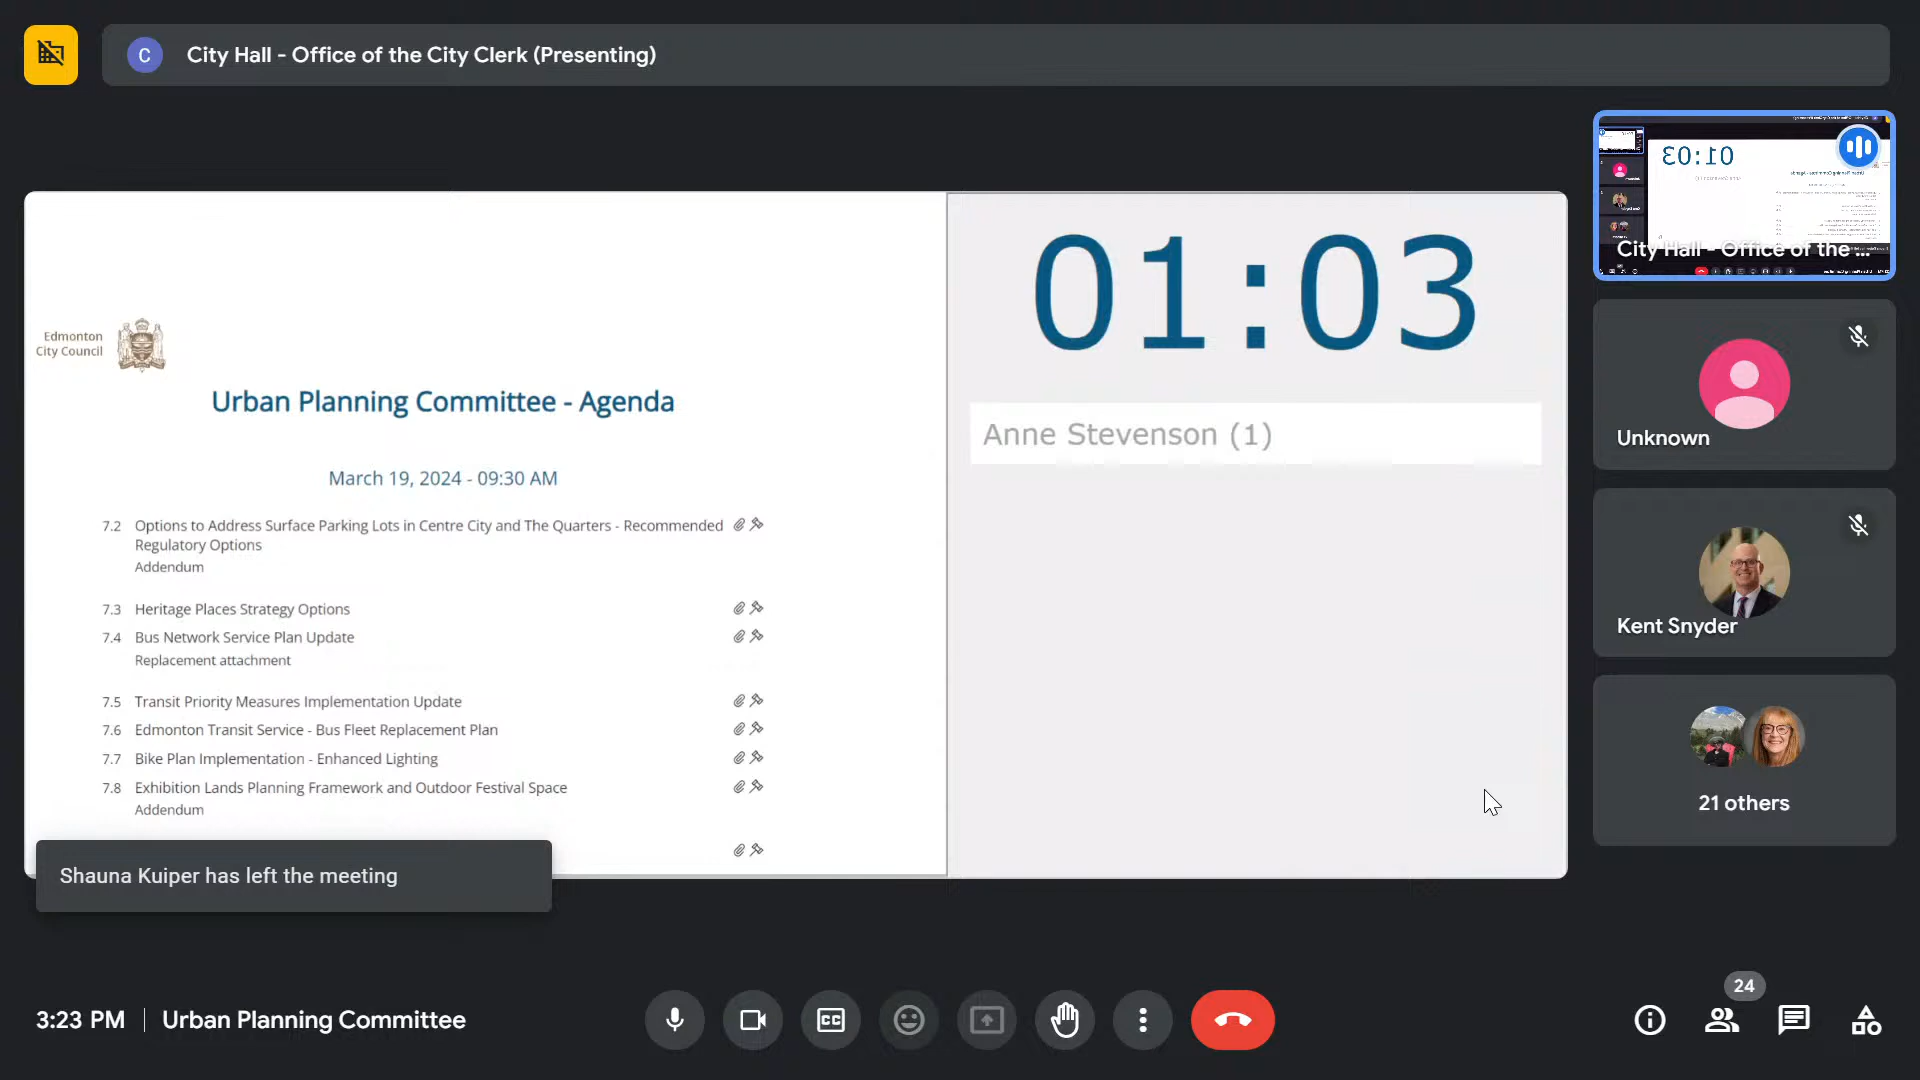 C
City Hall - Office of the City Clerk (Presenting)
Edmonton
City Council
Urban Planning Committee - Agenda
March 19, 2024 - 09:30 AM
7.2 Options to Address Surface Parking Lots in Centre City and The Quarters - Recommended
Regulatory Options
Addendum
7.3 Heritage Places Strategy Options
7.4 Bus Network Service Plan Update
Replacement attachment
7.5 Transit Priority Measures Implementation Update
7.6 Edmonton Transit Service - Bus Fleet Replacement Plan
7.7 Bike Plan Implementation - Enhanced Lighting
7.8 Exhibition Lands Planning Framework and Outdoor Festival Space
Addendum
01:03
Anne Stevenson (1)
01:03
City Hall - Office of the ...
Unknown
Kent Snyder
21 others
Shauna Kuiper has left the meeting
3:23 PM
Urban Planning Committee
CC
24